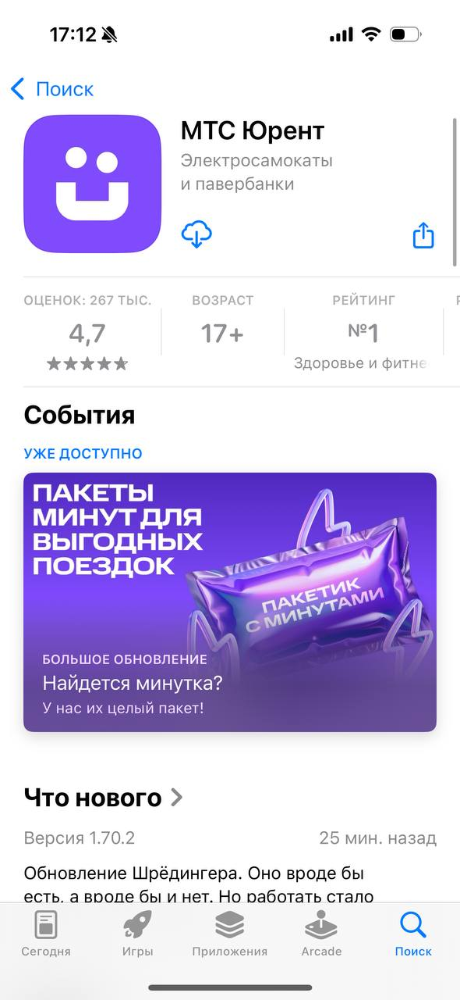 17:12
Поиск
МТС Юрент
Электросамокаты
и павербанки
ОЦЕНОК: 267 ТЫС.
ВОЗРАСТ
РЕЙТИНГ
4,7
17+
№1
Здоровье и фитне
События
УЖЕ ДОСТУПНО
ПАКЕТЫ
МИНУТ ДЛЯ
ВЫГОДНЫХ
ПОЕЗДОК
ПАКЕТИК
С МИНУТАМИ
БОЛЬШОЕ ОБНОВЛЕНИЕ
Найдется минутка?
У нас их целый пакет!
Что нового
Версия 1.70.2
25 мин. назад
Обновление Шрёдингера. Оно вроде бы
есть, а вроде бы и нет. Но работать стало
Сегодня
Игры
Приложения
Arcade
Поиск